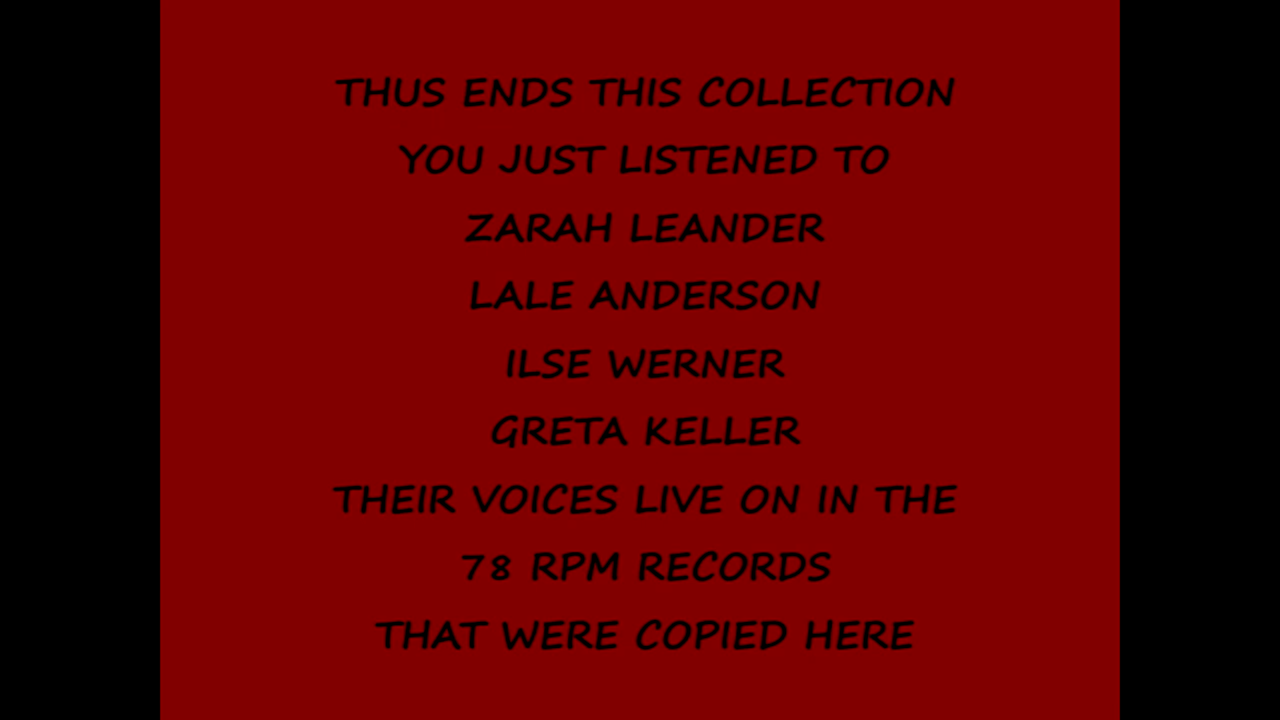 THUS ENDS THIS COLLECTION
YOU JUST LISTENED TO
ZARAH LEANDER
LALE ANDERSON
ILSE WERNER
GRETA KELLER
THEIR VOICES LIVE ON IN THE
78 RPM RECORDS
THAT WERE COPIED HERE